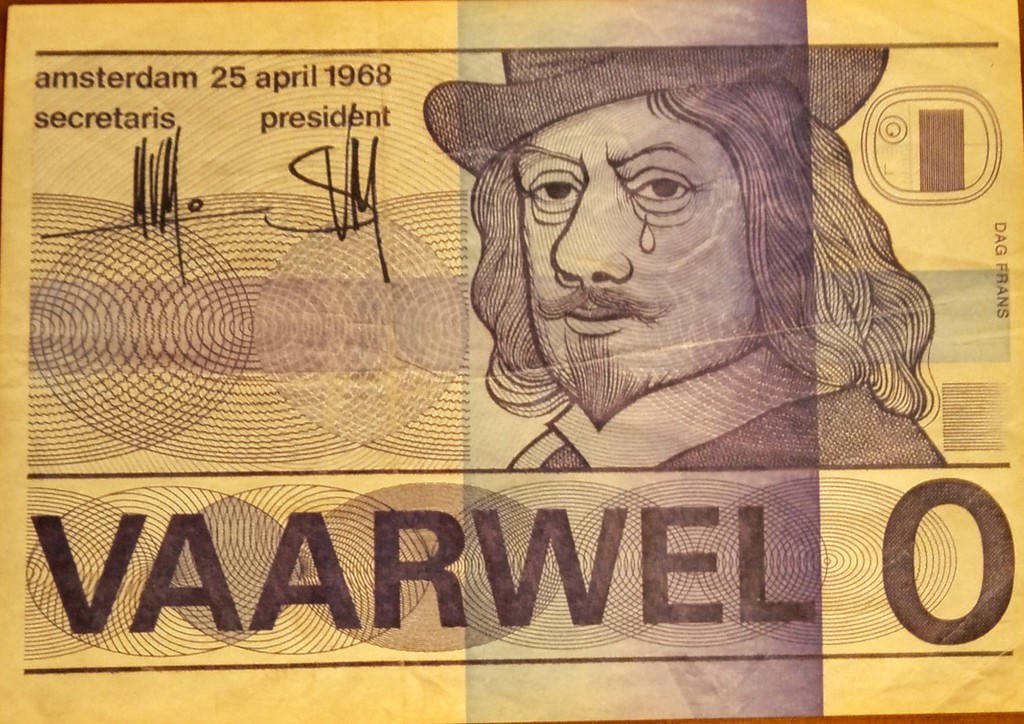 amsterdam 25 april 1968
secretaris president
DAG FRANS
VAARWEL 0